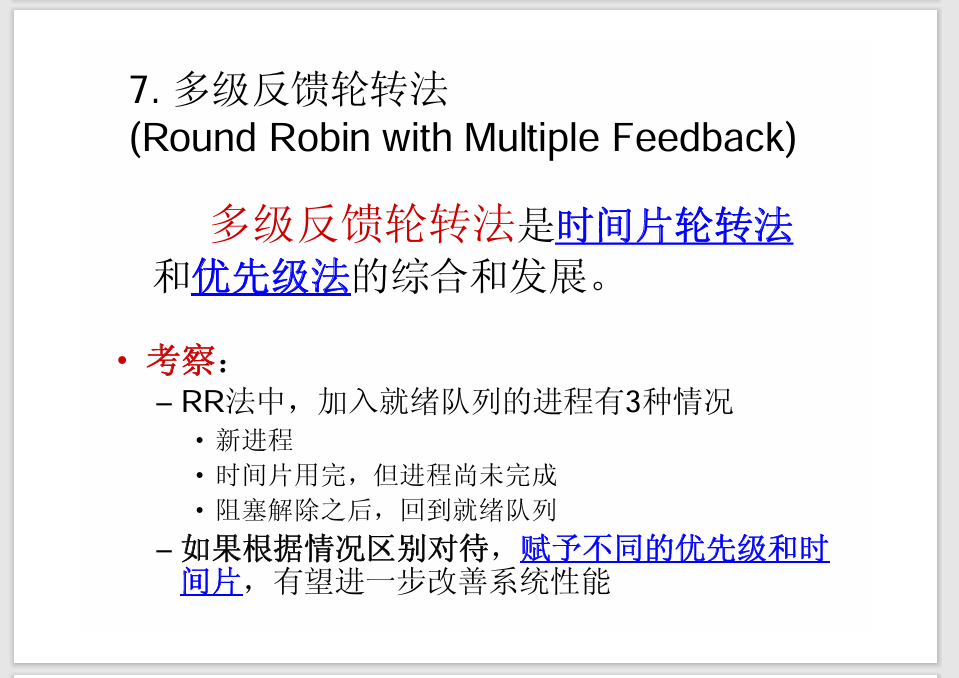 7. 多级反馈轮转法
(Round Robin with Multiple Feedback)
多级反馈轮转法是时间片轮转法
和优先级法的综合和发展。
• 考察：
– RR法中，加入就绪队列的进程有3种情况
• 新进程
• 时间片用完，但进程尚未完成
• 阻塞解除之后，回到就绪队列
– 如果根据情况区别对待，赋予不同的优先级和时
间片，有望进一步改善系统性能